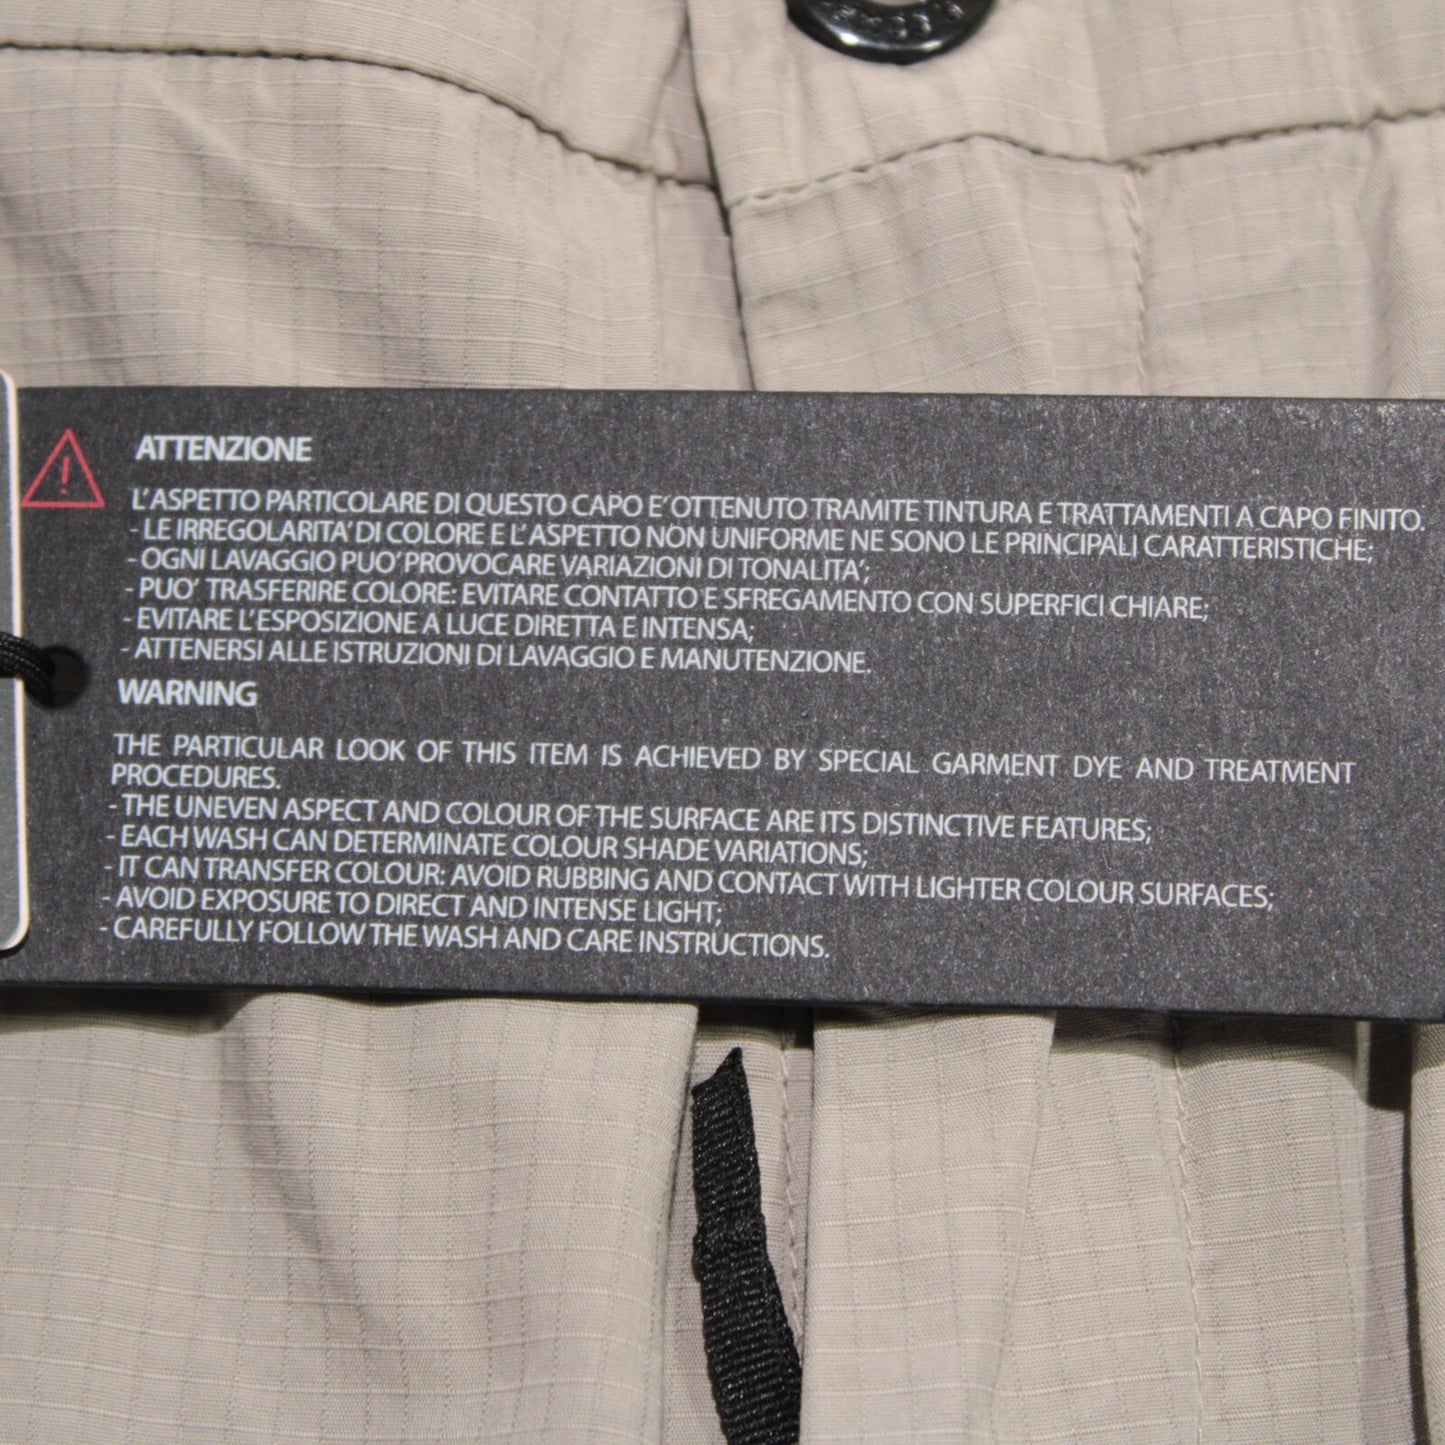 ATTENZIONE
L'ASPETTO PARTICOLARE DI QUESTO CAPO E' OTTENUTO TRAMITE TINTURA E TRATTAMENTI A CAPO FINITO.
- LE IRREGOLARITA' DI COLORE E L'ASPETTO NON UNIFORME NE SONO LE PRINCIPALI CARATTERISTICHE;
- OGNI LAVAGGIO PUO' PROVOCARE VARIAZIONI DI TONALITA';
- PUO' TRASFERIRE COLORE: EVITARE CONTATTO E SFREGAMENTO CON SUPERFICI CHIARE;
- EVITARE L'ESPOSIZIONE A LUCE DIRETTA E INTENSA;
- ATTENERSI ALLE ISTRUZIONI DI LAVAGGIO E MANUTENZIONE.
WARNING
THE PARTICULAR LOOK OF THIS ITEM IS ACHIEVED BY SPECIAL GARMENT DYE AND TREATMENT
PROCEDURES.
- THE UNEVEN ASPECT AND COLOUR OF THE SURFACE ARE ITS DISTINCTIVE FEATURES;
- EACH WASH CAN DETERMINATE COLOUR SHADE VARIATIONS;
- IT CAN TRANSFER COLOUR: AVOID RUBBING AND CONTACT WITH LIGHTER COLOUR SURFACES;
- AVOID EXPOSURE TO DIRECT AND INTENSE LIGHT;
- CAREFULLY FOLLOW THE WASH AND CARE INSTRUCTIONS.